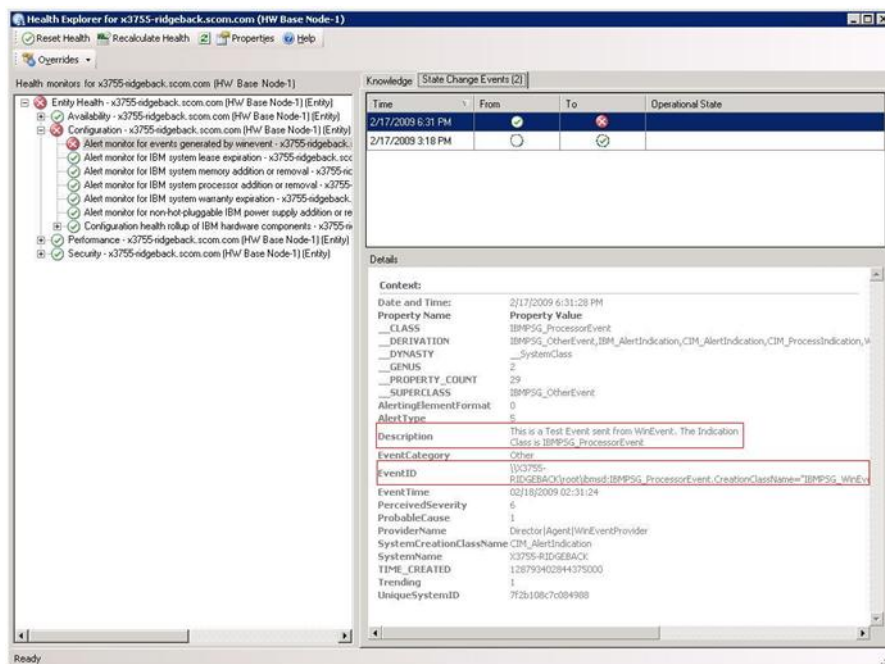 Health Explorer for x3755-ridgeback.scom.com (HW Base Node-1)
Reset Health Recalculate Health Properties Help
Overrides
Health monitors for x3755-ridgeback.scom.com (HW Base Node-1)
Entity Health - x3755-ridgeback.scom.com (HW Base Node-1) (Entity)
Availability - x3755-ridgeback.scom.com (HW Base Node-1) (Entity)
Configuration - x3755-ridgeback.scom.com (HW Base Node-1) (Entity)
Alert monitor for events generated by winevent - x3755-ridgeback.
Alert monitor for IBM system lease expiration - x3755-ridgeback.scc
Alert monitor for IBM system memory addition or removal - x3755-ric
Alert monitor for IBM system processor addition or removal - x3755-
Alert monitor for IBM system warranty expiration - x3755-ridgeback.
Alert monitor for non-hot-pluggable IBM power supply addition or re
Configuration health rollup of IBM hardware components - x3755-ri
Performance - x3755-ridgeback.scom.com (HW Base Node-1) (Entity)
Security - x3755-ridgeback.scom.com (HW Base Node-1) (Entity)
Knowledge State Change Events (2)
Time From To Operational State
2/17/2009 6:31 PM
2/17/2009 3:18 PM
Details
Context:
Date and Time: 2/17/2009 6:31:28 PM
Property Name Property Value
__CLASS IBMPSG_ProcessorEvent
__DERIVATION IBMPSG_OtherEvent,IBM_AlertIndication,CIM_AlertIndication,CIM_ProcessIndication,
__DYNASTY __SystemClass
__GENUS 2
__PROPERTY_COUNT 29
__SUPERCLASS IBMPSG_OtherEvent
AlertingElementFormat 0
AlertType 5
Description This is a Test Event sent from WinEvent. The Indication
Class is IBMPSG_ProcessorEvent
EventCategory Other
EventID \\X3755-
RIDGEBACK\root\ibmsd:IBMPSG_ProcessorEvent.CreationClassName="IBMPSG_WinEv
EventTime 02/18/2009 02:31:24
PerceivedSeverity 6
ProbableCause 1
ProviderName Director|Agent|WinEventProvider
SystemCreationClassName CIM_AlertIndication
SystemName X3755-RIDGEBACK
TIME_CREATED 128793402844375000
Trending 1
UniqueSystemID 7f2b108c7c084988
Ready